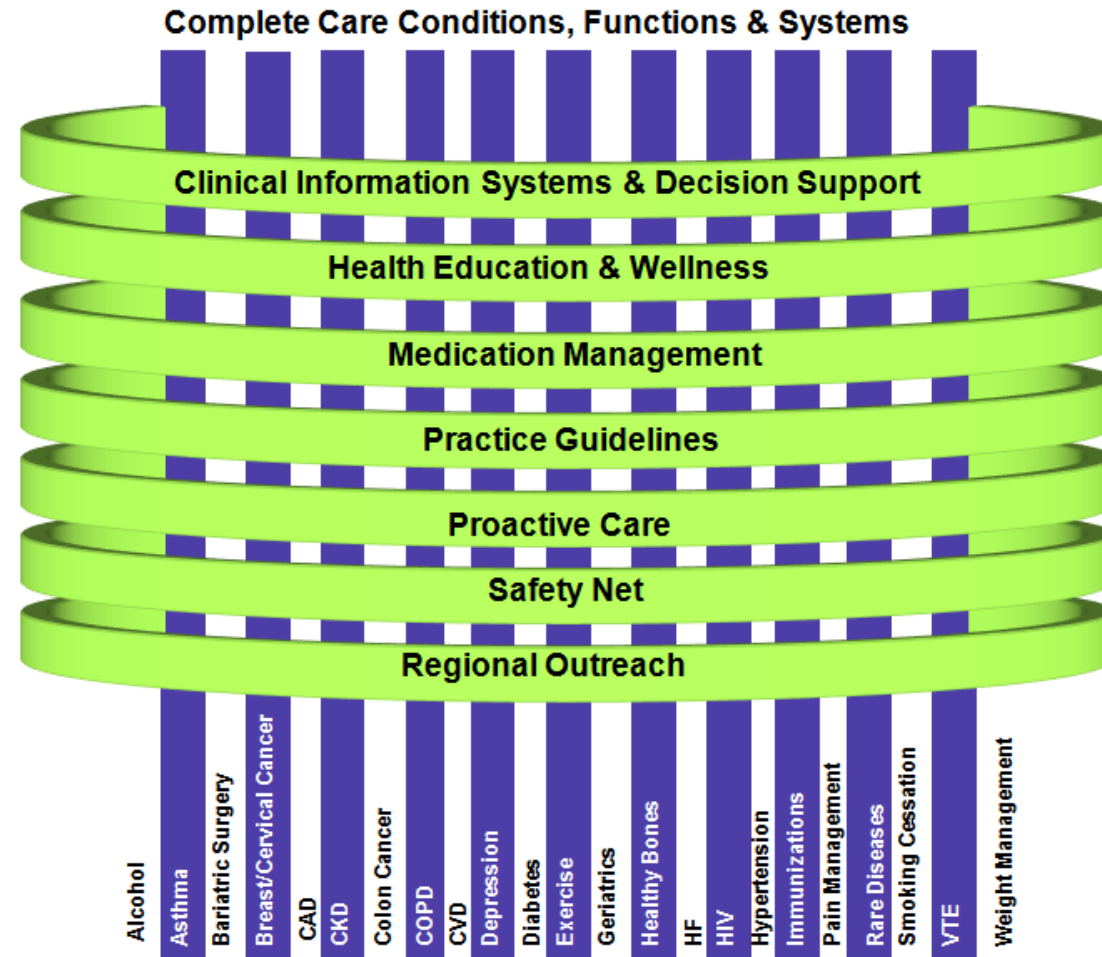 Complete Care Conditions, Functions & Systems
Clinical Information Systems & Decision Support
Health Education & Wellness
Medication Management
Practice Guidelines
Proactive Care
Safety Net
Regional Outreach
Alcohol
Asthma
Bariatric Surgery
Breast/Cervical Cancer
CAD
CKD
Colon Cancer
COPD
CVD
Depression
Diabetes
Exercise
Geriatrics
Healthy Bones
HF
HIV
Hypertension
Immunizations
Pain Management
Rare Diseases
Smoking Cessation
VTE
Weight Management